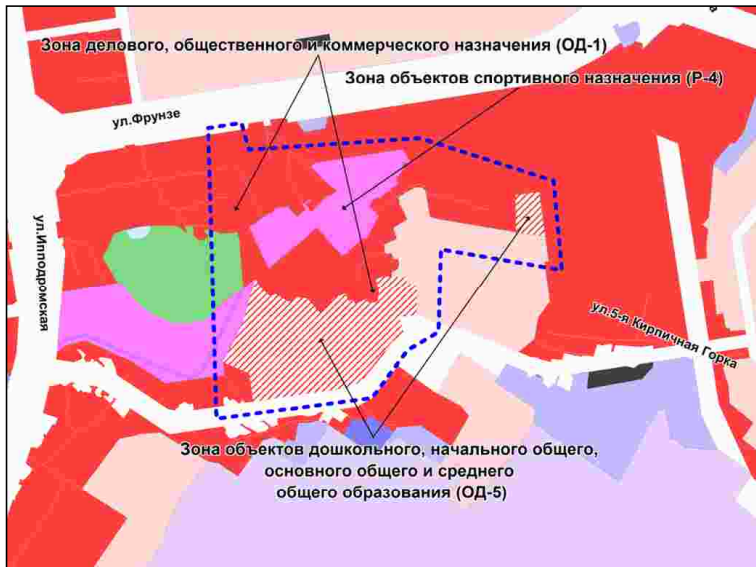 Зона делового, общественного и коммерческого назначения (ОД-1)
Зона объектов спортивного назначения (Р-4)
ул.Фрунзе
ул.Ипподромская
ул.5-я Кирпичная Горка
Зона объектов дошкольного, начального общего,
основного общего и среднего
общего образования (ОД-5)